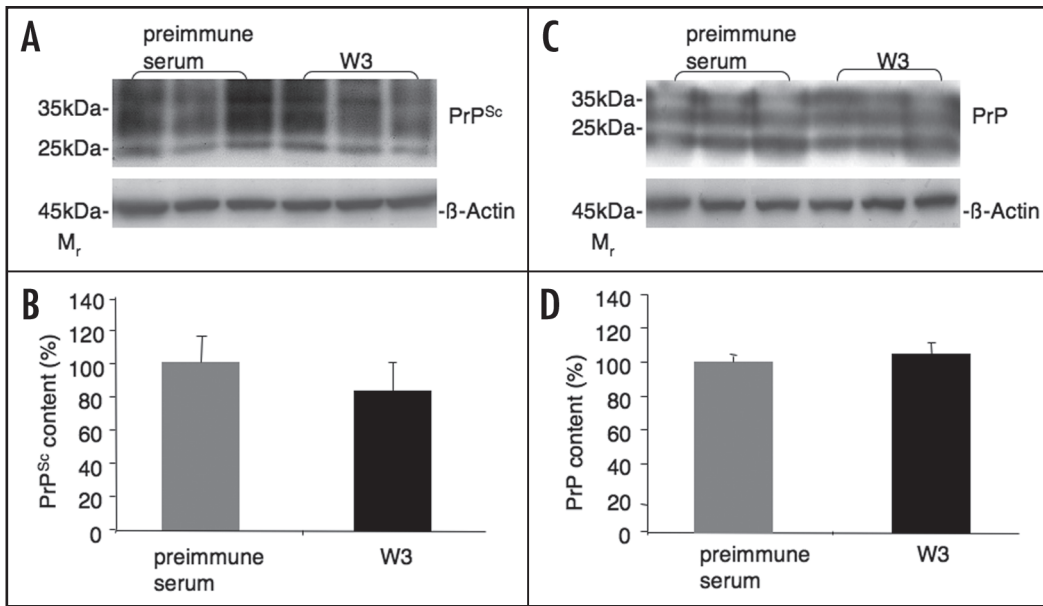 A
preimmune
serum
W3
35kDa-
25kDa-
PrPSc
45kDa-
-ß-Actin
Mr
C
preimmune
serum
W3
35kDa-
25kDa-
PrP
45kDa-
-ß-Actin
Mr
B
PrPSc content (%)
140
120
100
80
60
40
20
0
preimmune
serum
W3
D
PrP content (%)
140
120
100
80
60
40
20
0
preimmune
serum
W3